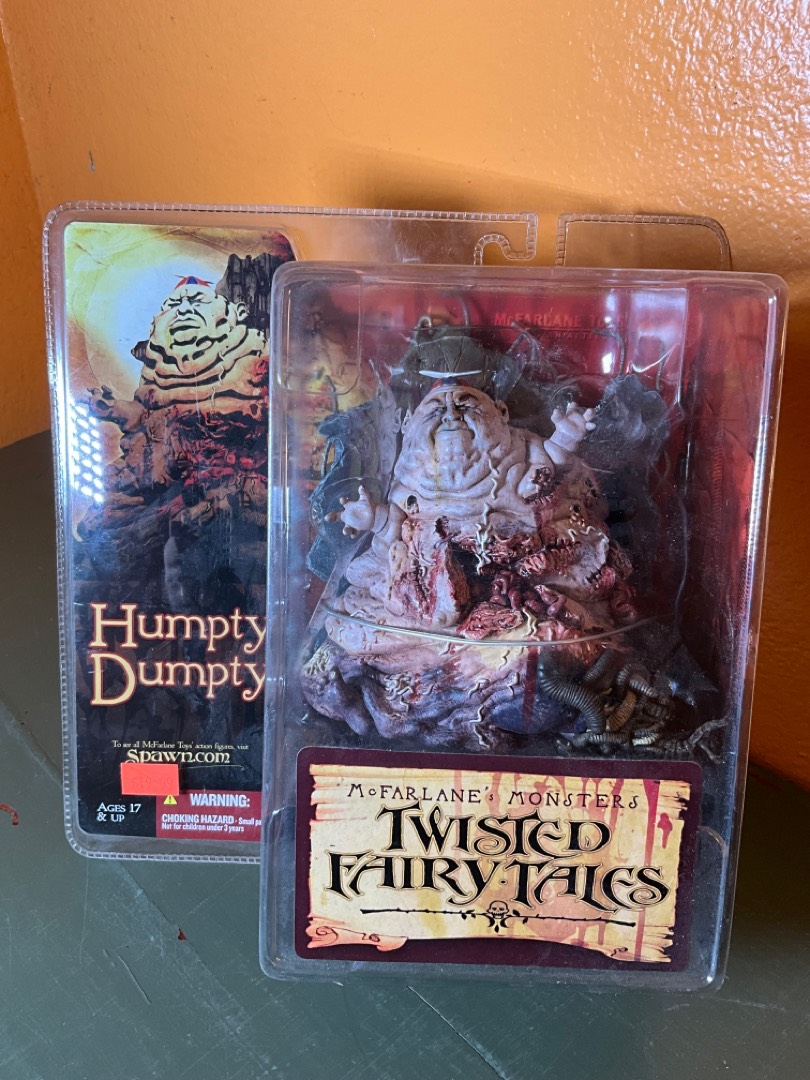 McFARLANE TOYS
HUMPTY
DUMPTY
To see all McFarlane Toys' action figures, visit
SPAWN.COM
AGES 17
& UP
WARNING:
CHOKING HAZARD - Small
Not for children under 3 years
McFARLANE'S MONSTERS
TWISTED
FAIRY TALES